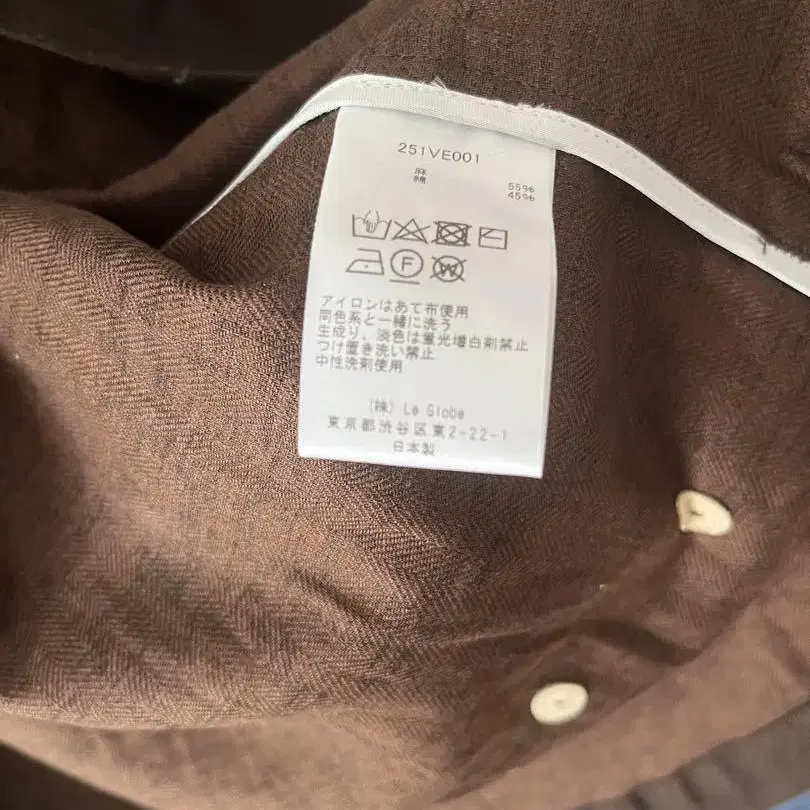 251VE001
麻 55%
綿 45%
F W
アイロンはあて布使用
同色系と一緒に洗う
生成り、淡色は蛍光増白剤禁止
つけ置き洗い禁止
中性洗剤使用
(株) Le Globe
東京都渋谷区東2-22-1
日本製